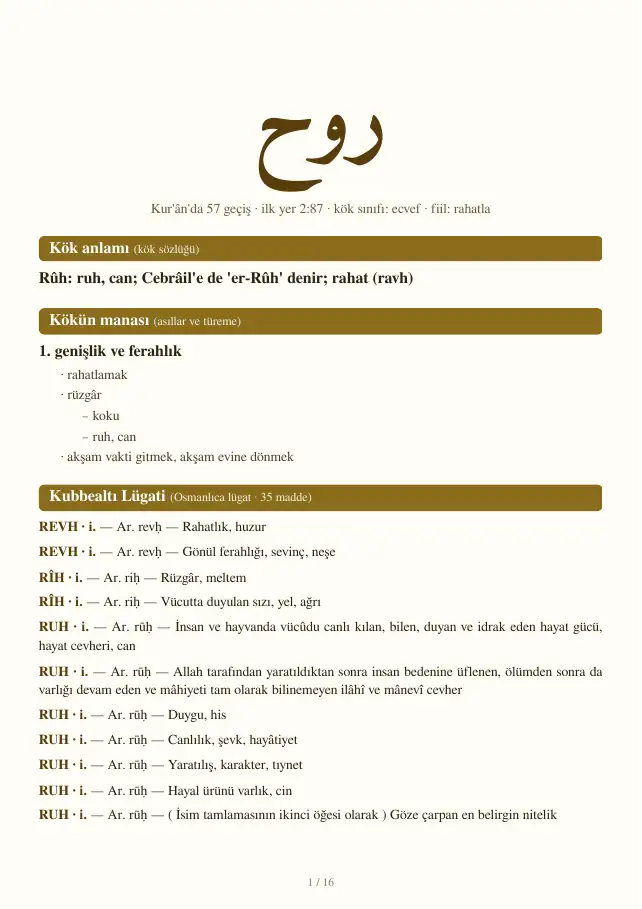 روح
Kur'ân'da 57 geçiş · ilk yer 2:87 · kök sınıfı: ecvef · fiil: rahatla
Kök anlamı (kök sözlüğü)
Rûh: ruh, can; Cebrâil'e de 'er-Rûh' denir; rahat (ravh)
Kökün manası (asıllar ve türeme)
1. genişlik ve ferahlık
· rahatlamak
· rüzgâr
– koku
– ruh, can
· akşam vakti gitmek, akşam evine dönmek
Kubbealtı Lügati (Osmanlıca lügat · 35 madde)
REVH · i. — Ar. revḥ — Rahatlık, huzur
REVH · i. — Ar. revḥ — Gönül ferahlığı, sevinç, neşe
RÎH · i. — Ar. riḥ — Rüzgâr, meltem
RÎH · i. — Ar. riḥ — Vücutta duyulan sızı, yel, ağrı
RUH · i. — Ar. rūḥ — İnsan ve hayvanda vücûdu canlı kılan, bilen, duyan ve idrak eden hayat gücü,
hayat cevheri, can
RUH · i. — Ar. rūḥ — Allah tarafından yaratıldıktan sonra insan bedenine üflenen, ölümden sonra da
varlığı devam eden ve mâhiyeti tam olarak bilinemeyen ilâhî ve mânevî cevher
RUH · i. — Ar. rūḥ — Duygu, his
RUH · i. — Ar. rūḥ — Canlılık, şevk, hayâtiyet
RUH · i. — Ar. rūḥ — Yaratılış, karakter, tıynet
RUH · i. — Ar. rūḥ — Hayal ürünü varlık, cin
RUH · i. — Ar. rūḥ — ( İsim tamlamasının ikinci öğesi olarak ) Göze çarpan en belirgin nitelik
1 / 16